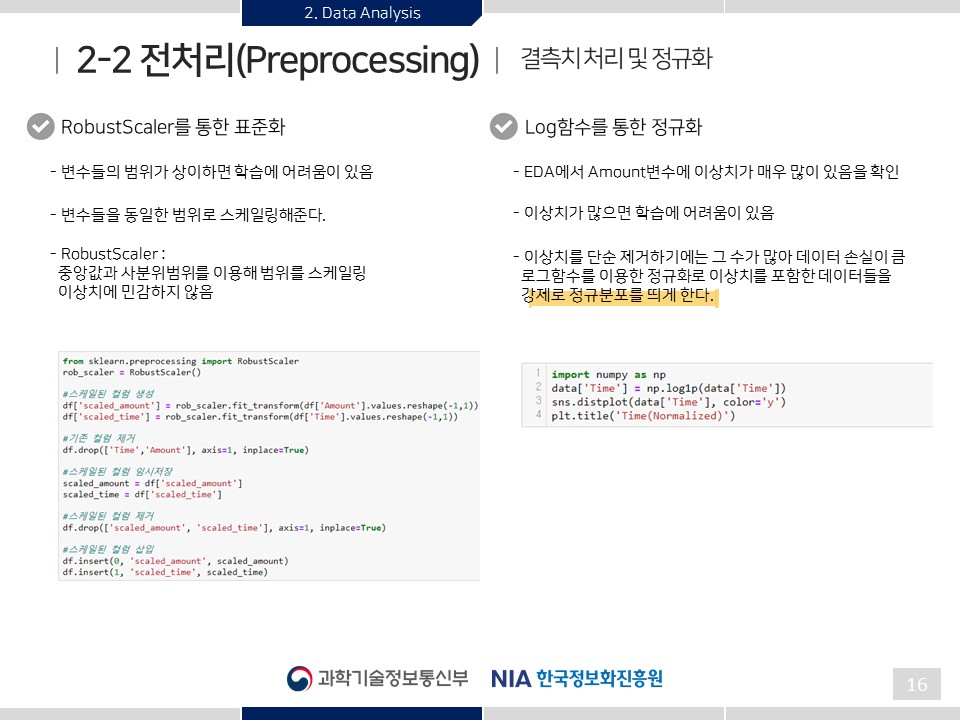 2. Data Analysis
2-2 전처리(Preprocessing)
결측치 처리 및 정규화
RobustScaler를 통한 표준화
- 변수들의 범위가 상이하면 학습에 어려움이 있음
- 변수들을 동일한 범위로 스케일링해준다.
- RobustScaler :
중앙값과 사분위범위를 이용해 범위를 스케일링
이상치에 민감하지 않음
from sklearn.preprocessing import RobustScaler
rob_scaler = RobustScaler()
#스케일된 컬럼 생성
df['scaled_amount'] = rob_scaler.fit_transform(df['Amount'].values.reshape(-1,1))
df['scaled_time'] = rob_scaler.fit_transform(df['Time'].values.reshape(-1,1))
#기존 컬럼 제거
df.drop(['Time','Amount'], axis=1, inplace=True)
#스케일된 컬럼 임시저장
scaled_amount = df['scaled_amount']
scaled_time = df['scaled_time']
#스케일된 컬럼 제거
df.drop(['scaled_amount', 'scaled_time'], axis=1, inplace=True)
#스케일된 컬럼 삽입
df.insert(0, 'scaled_amount', scaled_amount)
df.insert(1, 'scaled_time', scaled_time)
Log함수를 통한 정규화
- EDA에서 Amount변수에 이상치가 매우 많이 있음을 확인
- 이상치가 많으면 학습에 어려움이 있음
- 이상치를 단순 제거하기에는 그 수가 많아 데이터 손실이 큼
로그함수를 이용한 정규화로 이상치를 포함한 데이터들을
강제로 정규분포를 띄게 한다.
1 import numpy as np
2 data['Time'] = np.log1p(data['Time'])
3 sns.distplot(data['Time'], color='y')
4 plt.title('Time(Normalized)')
과학기술정보통신부
NIA 한국정보화진흥원
16